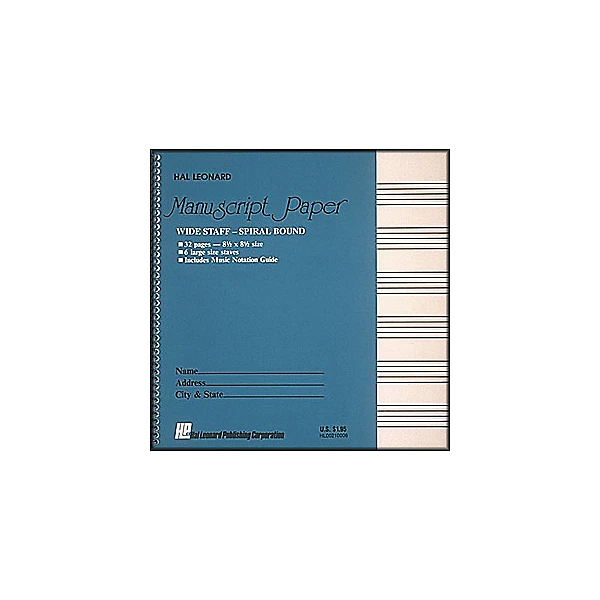 HAL LEONARD
Manuscript Paper
WIDE STAFF – SPIRAL BOUND
■ 32 pages — 8½ x 8½ size
■ 6 large size staves
■ Includes Music Notation Guide
Name
Address
City & State
HL Hal Leonard Publishing Corporation
U.S. $1.95
HL00210006